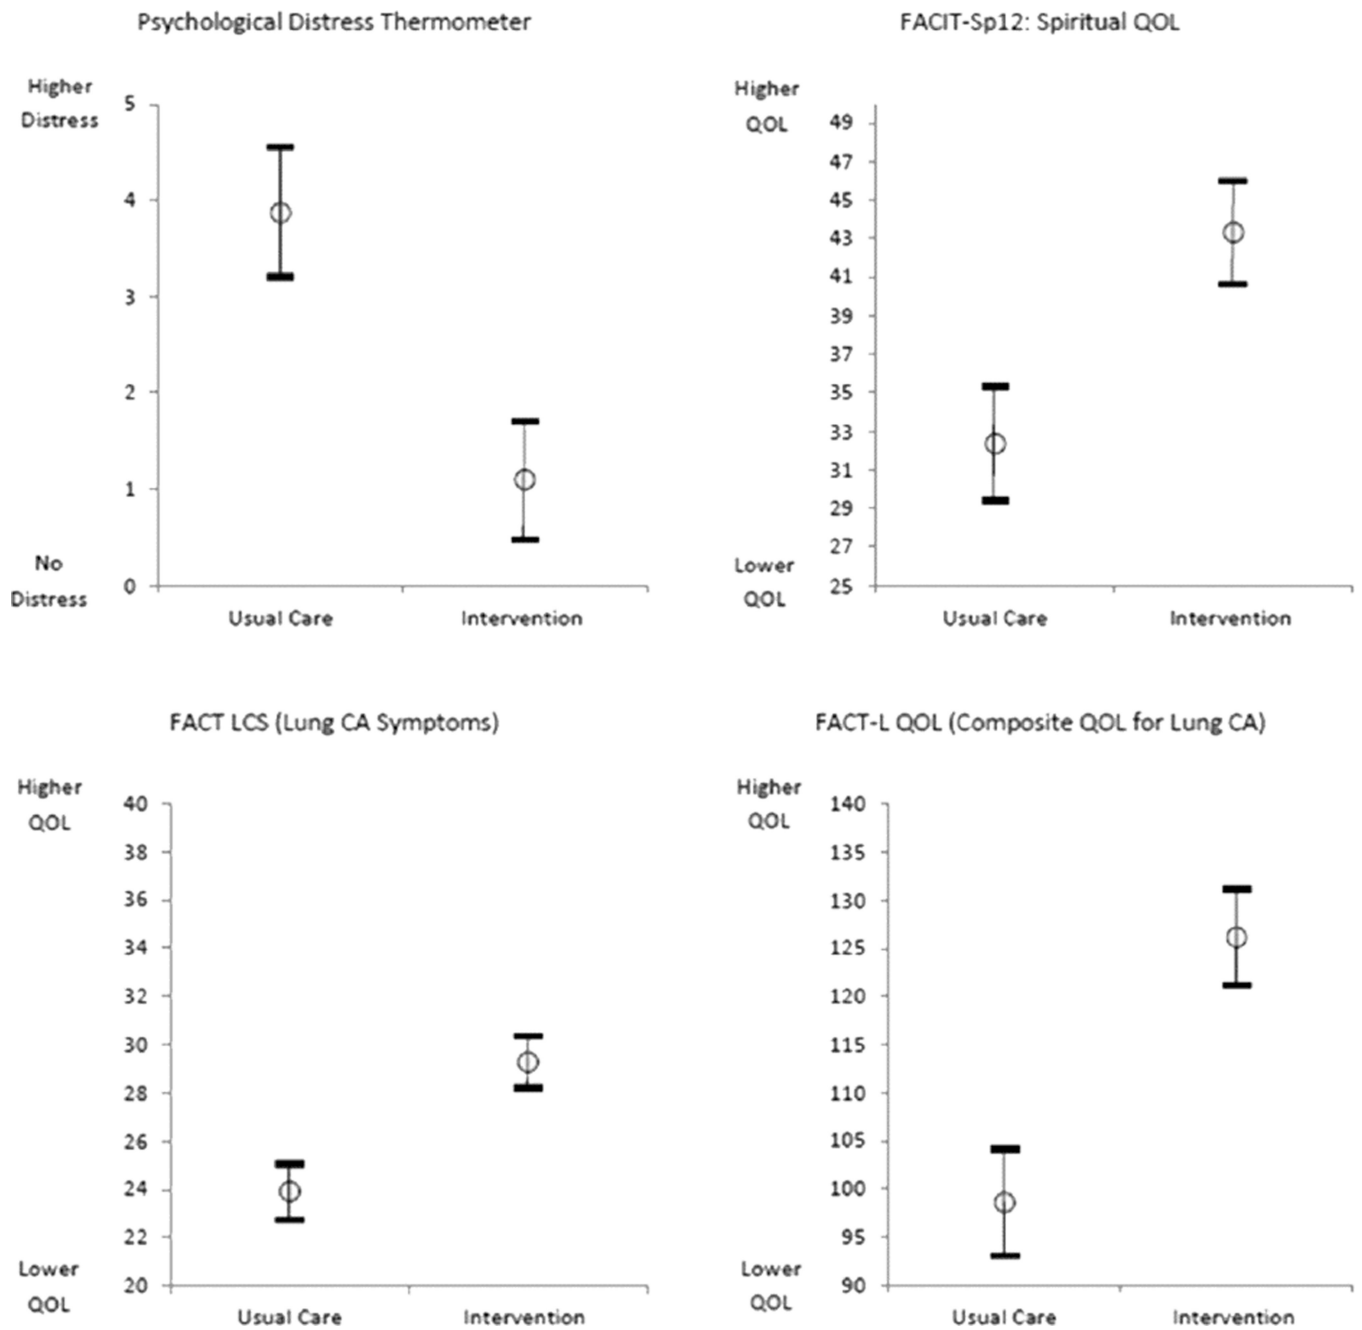 Psychological Distress Thermometer
Higher
Distress
5
4
3
2
1
0
No
Distress
Usual Care
Intervention
FACIT-Sp12: Spiritual QOL
Higher
QOL
49
47
45
43
41
39
37
35
33
31
29
27
25
Lower
QOL
Usual Care
Intervention
FACT LCS (Lung CA Symptoms)
Higher
QOL
40
38
36
34
32
30
28
26
24
22
20
Lower
QOL
Usual Care
Intervention
FACT-L QOL (Composite QOL for Lung CA)
Higher
QOL
140
135
130
125
120
115
110
105
100
95
90
Lower
QOL
Usual Care
Intervention